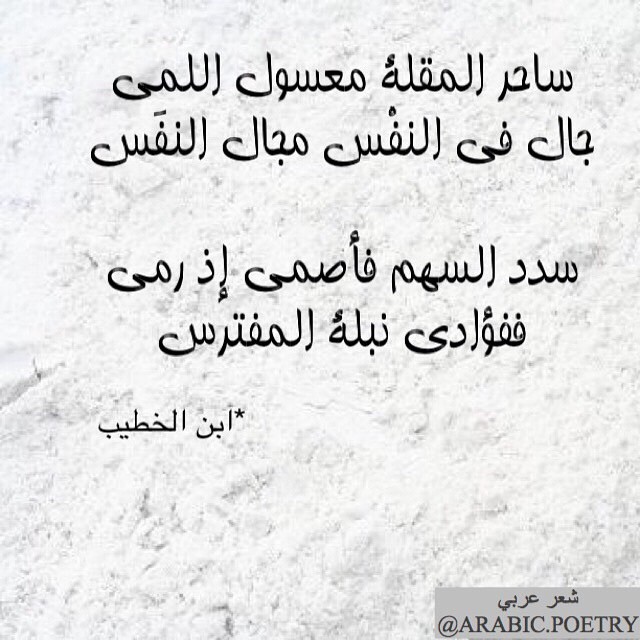 ساحر المقلة معسول اللمى
جال فى النفْس مجال النفَس
سدد السهم فأصمى إذ رمى
ففؤادى نبلة المفترس
*ابن الخطيب
شعر عربي
@ARABIC.POETRY